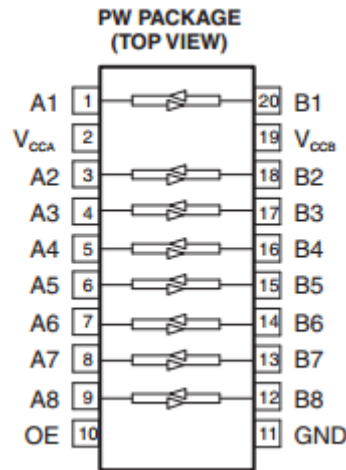 PW PACKAGE
(TOP VIEW)
A1 1 20 B1
VCCA 2 19 VCCB
A2 3 18 B2
A3 4 17 B3
A4 5 16 B4
A5 6 15 B5
A6 7 14 B6
A7 8 13 B7
A8 9 12 B8
OE 10 11 GND